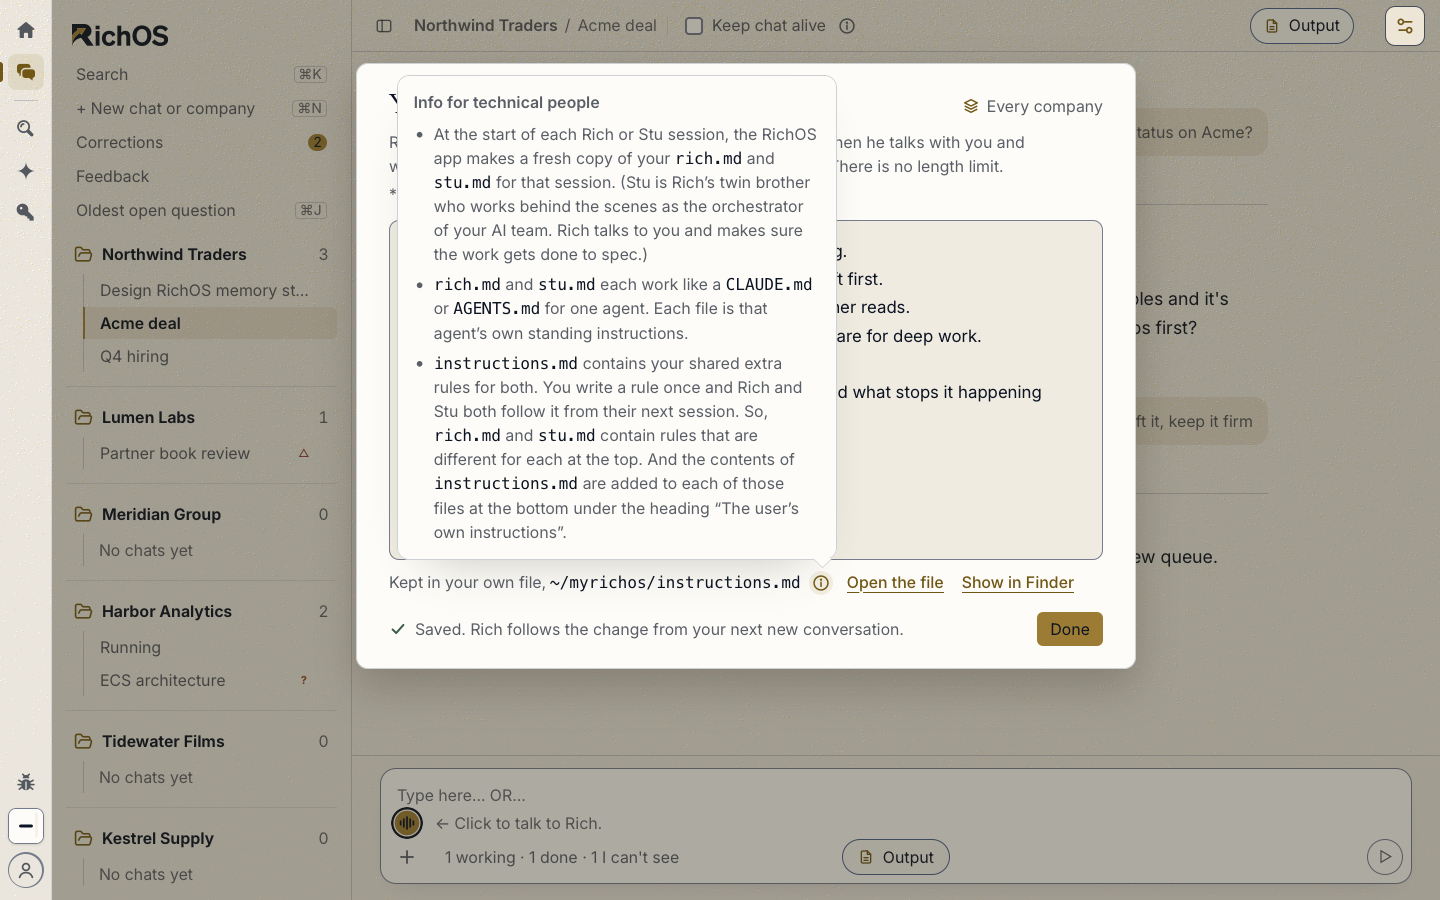 RichOS
Search ⌘K
+ New chat or company ⌘N
Corrections 2
Feedback
Oldest open question ⌘J
Northwind Traders 3
Design RichOS memory st...
Acme deal
Q4 hiring
Lumen Labs 1
Partner book review
Meridian Group 0
No chats yet
Harbor Analytics 2
Running
ECS architecture ?
Tidewater Films 0
No chats yet
Kestrel Supply 0
No chats yet
Northwind Traders / Acme deal Keep chat alive Output
tatus on Acme?
Every company
hen he talks with you and
There is no length limit.
*
Info for technical people
• At the start of each Rich or Stu session, the RichOS
app makes a fresh copy of your rich.md and
stu.md for that session. (Stu is Rich’s twin brother
who works behind the scenes as the orchestrator
of your AI team. Rich talks to you and makes sure
the work gets done to spec.)
• rich.md and stu.md each work like a CLAUDE.md
or AGENTS.md for one agent. Each file is that
agent’s own standing instructions.
• instructions.md contains your shared extra
rules for both. You write a rule once and Rich and
Stu both follow it from their next session. So,
rich.md and stu.md contain rules that are
different for each at the top. And the contents of
instructions.md are added to each of those
files at the bottom under the heading “The user’s
own instructions”.
g.
t first.
her reads.
are for deep work.
d what stops it happening
ples and it's
s first?
ft it, keep it firm
ew queue.
Kept in your own file, ~/myrichos/instructions.md Open the file Show in Finder
Saved. Rich follows the change from your next new conversation. Done
Type here... OR...
← Click to talk to Rich.
1 working · 1 done · 1 I can't see Output